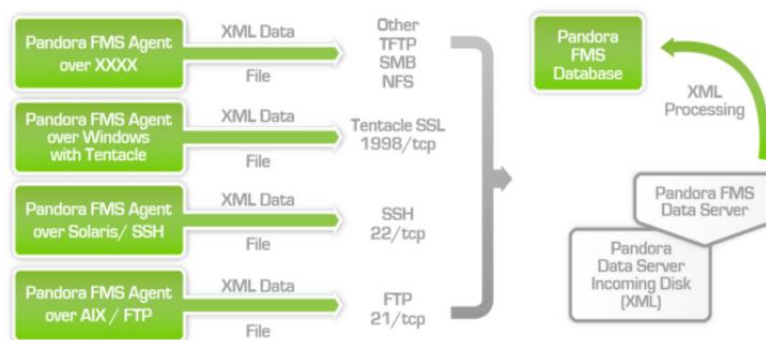 Pandora FMS Agent
over XXXX
XML Data
File
Other
TFTP
SMB
NFS
Pandora FMS Agent
over Windows
with Tentacle
XML Data
File
Tentacle SSL
1998/tcp
Pandora FMS Agent
over Solaris/ SSH
XML Data
File
SSH
22/tcp
Pandora FMS Agent
over AIX / FTP
XML Data
File
FTP
21/tcp
Pandora
FMS
Database
XML
Processing
Pandora FMS
Data Server
Pandora
Data Server
Incoming Disk
(XML)